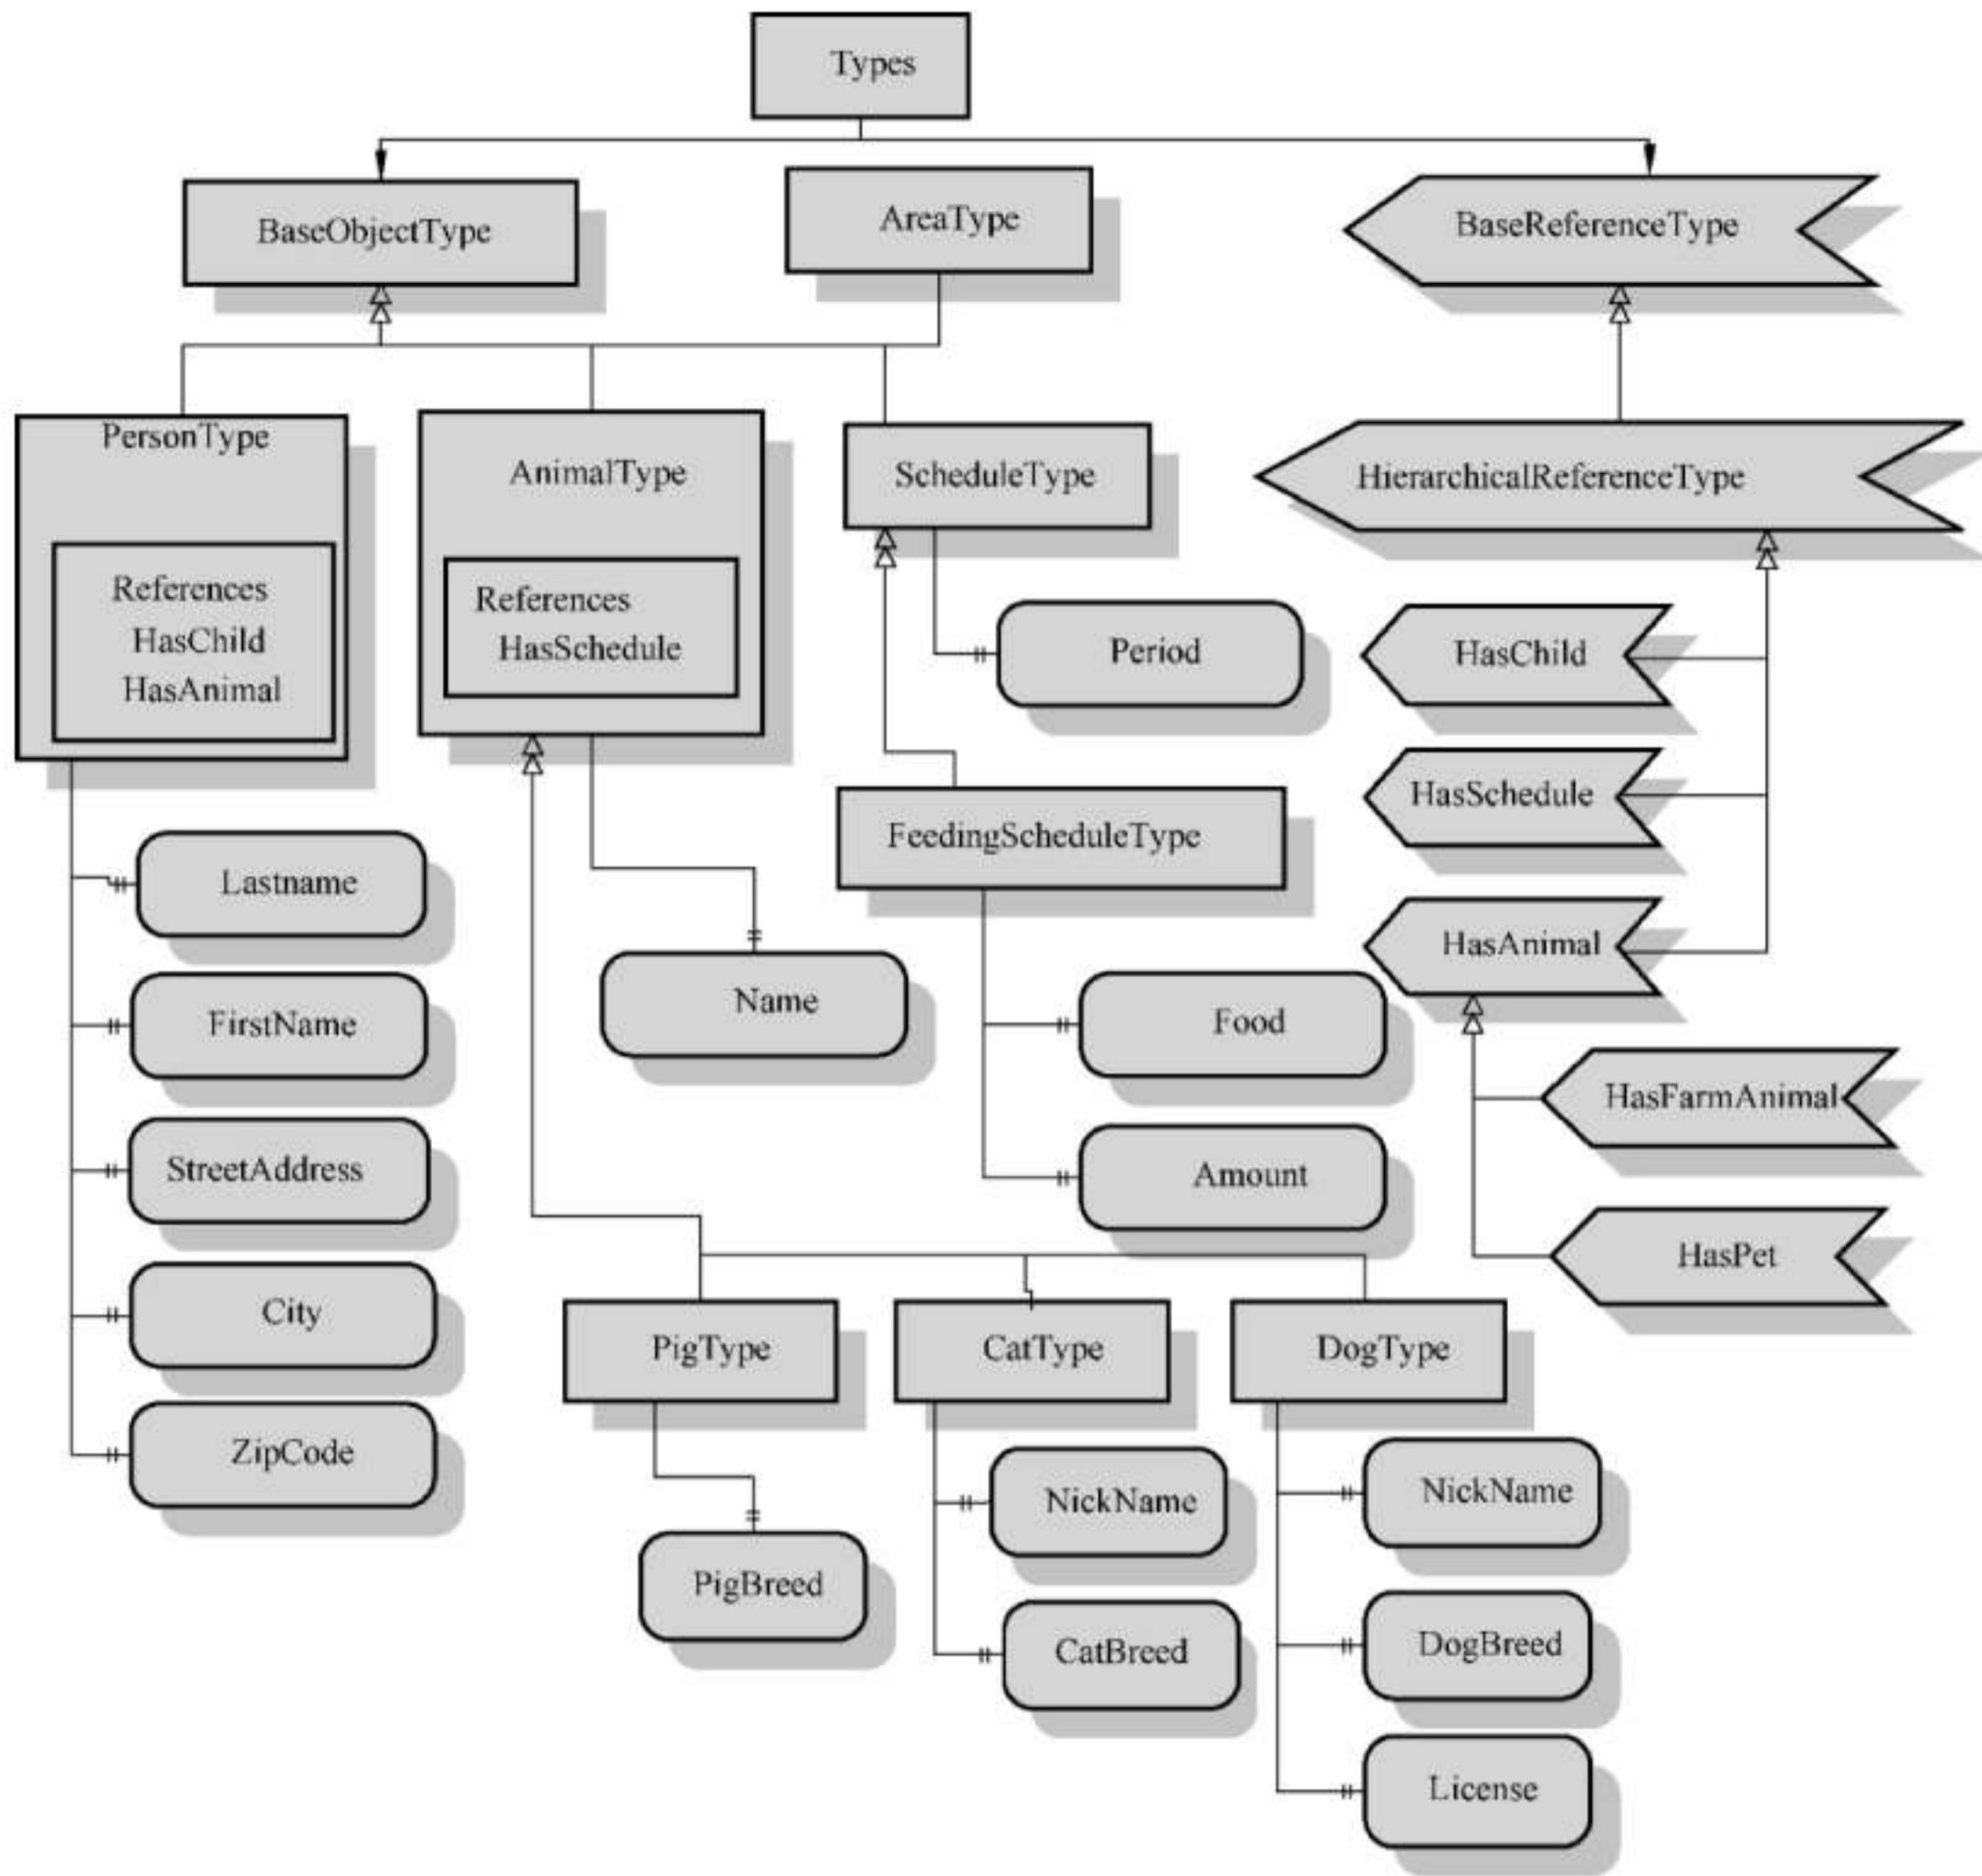 Types
BaseObjectType
AreaType
BaseReferenceType
PersonType
References
HasChild
HasAnimal
AnimalType
References
HasSchedule
ScheduleType
HierarchicalReferenceType
Period
HasChild
HasSchedule
FeedingScheduleType
HasAnimal
Lastname
FirstName
StreetAddress
City
ZipCode
Name
Food
Amount
HasFarmAnimal
HasPet
PigType
CatType
DogType
PigBreed
NickName
CatBreed
NickName
DogBreed
License